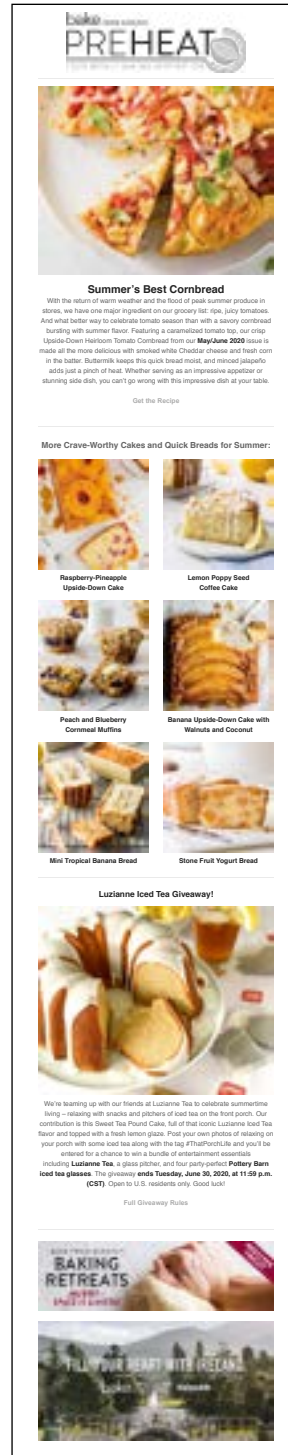 bake
PREHEAT
Summer's Best Cornbread
With the return of warm weather and the flood of peak summer produce in
stores, we have one major ingredient on our grocery list: ripe, juicy tomatoes.
And what better way to celebrate tomato season than with a savory cornbread
bursting with summer flavor. Featuring a caramelized tomato top, our crisp
Upside-Down Heirloom Tomato Cornbread from our May/June 2020 issue is
made all the more delicious with smoked white Cheddar cheese and fresh corn
in the batter. Buttermilk keeps this quick bread moist, and minced jalapeño
adds just a pinch of heat. Whether serving as an impressive appetizer or
stunning side dish, you can't go wrong with this impressive dish at your table.
Get the Recipe
More Crave-Worthy Cakes and Quick Breads for Summer:
Raspberry-Pineapple
Upside-Down Cake
Lemon Poppy Seed
Coffee Cake
Peach and Blueberry
Cornmeal Muffins
Banana Upside-Down Cake with
Walnuts and Coconut
Mini Tropical Banana Bread
Stone Fruit Yogurt Bread
Luzianne Iced Tea Giveaway!
We're teaming up with our friends at Luzianne Tea to celebrate summertime
living – relaxing with snacks and pitchers of iced tea on the front porch. Our
contribution is this Sweet Tea Pound Cake, full of that iconic Luzianne Iced Tea
flavor and topped with a fresh lemon glaze. Post your own photos of relaxing on
your porch with some iced tea along with the tag #ThatPorchLife and you'll be
entered for a chance to win a bundle of entertainment essentials
including Luzianne Tea, a glass pitcher, and four party-perfect Pottery Barn
iced tea glasses. The giveaway ends Tuesday, June 30, 2020, at 11:59 p.m.
(CST). Open to U.S. residents only. Good luck!
Full Giveaway Rules
BAKING
RETREATS
FILL YOUR HEART WITH IRELAND
bake